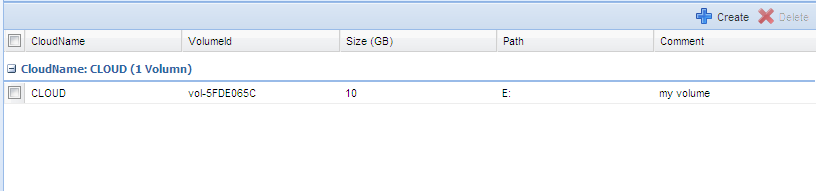 Create Delete
CloudName VolumeId Size (GB) Path Comment
CloudName: CLOUD (1 Volumn)
CLOUD vol-5FDE065C 10 E: my volume